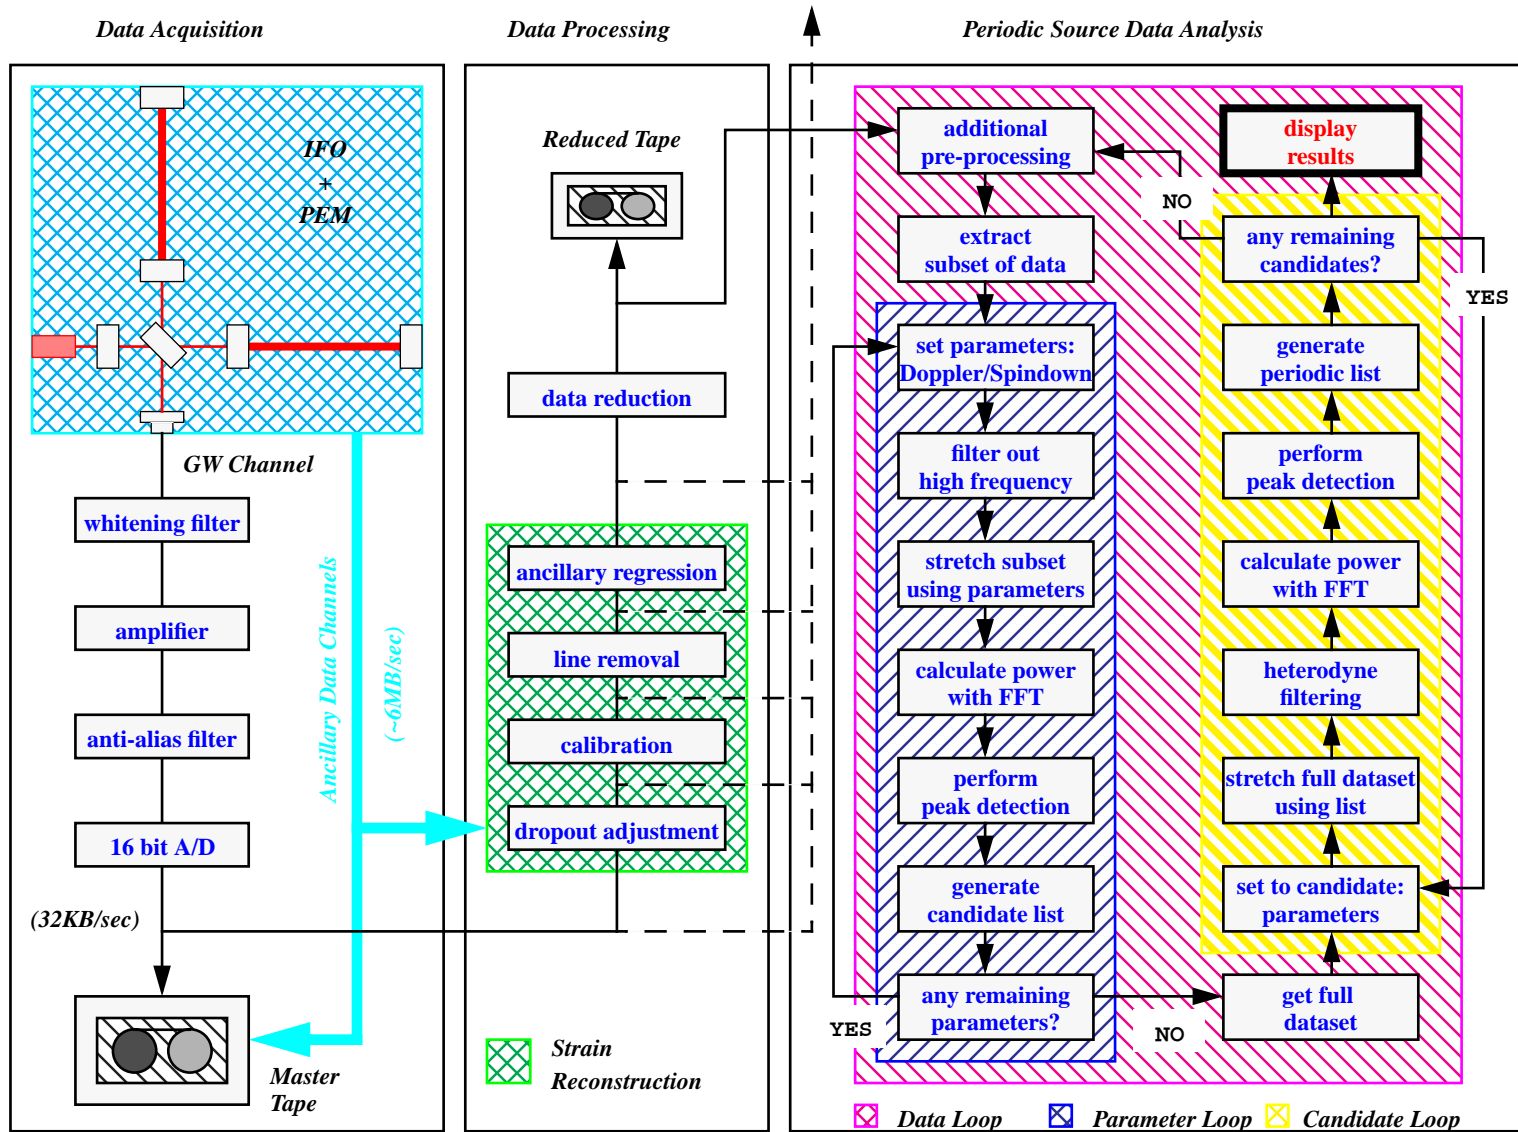 Data Acquisition
Data Processing
Periodic Source Data Analysis
IFO
+
PEM
GW Channel
whitening filter
amplifier
anti-alias filter
16 bit A/D
(32KB/sec)
Ancillary Data Channels
(~6MB/sec)
Master
Tape
Reduced Tape
data reduction
ancillary regression
line removal
calibration
dropout adjustment
Strain
Reconstruction
additional
pre-processing
extract
subset of data
set parameters:
Doppler/Spindown
filter out
high frequency
stretch subset
using parameters
calculate power
with FFT
perform
peak detection
generate
candidate list
any remaining
parameters?
YES
NO
display
results
NO
any remaining
candidates?
YES
generate
periodic list
perform
peak detection
calculate power
with FFT
heterodyne
filtering
stretch full dataset
using list
set to candidate:
parameters
get full
dataset
Data Loop
Parameter Loop
Candidate Loop